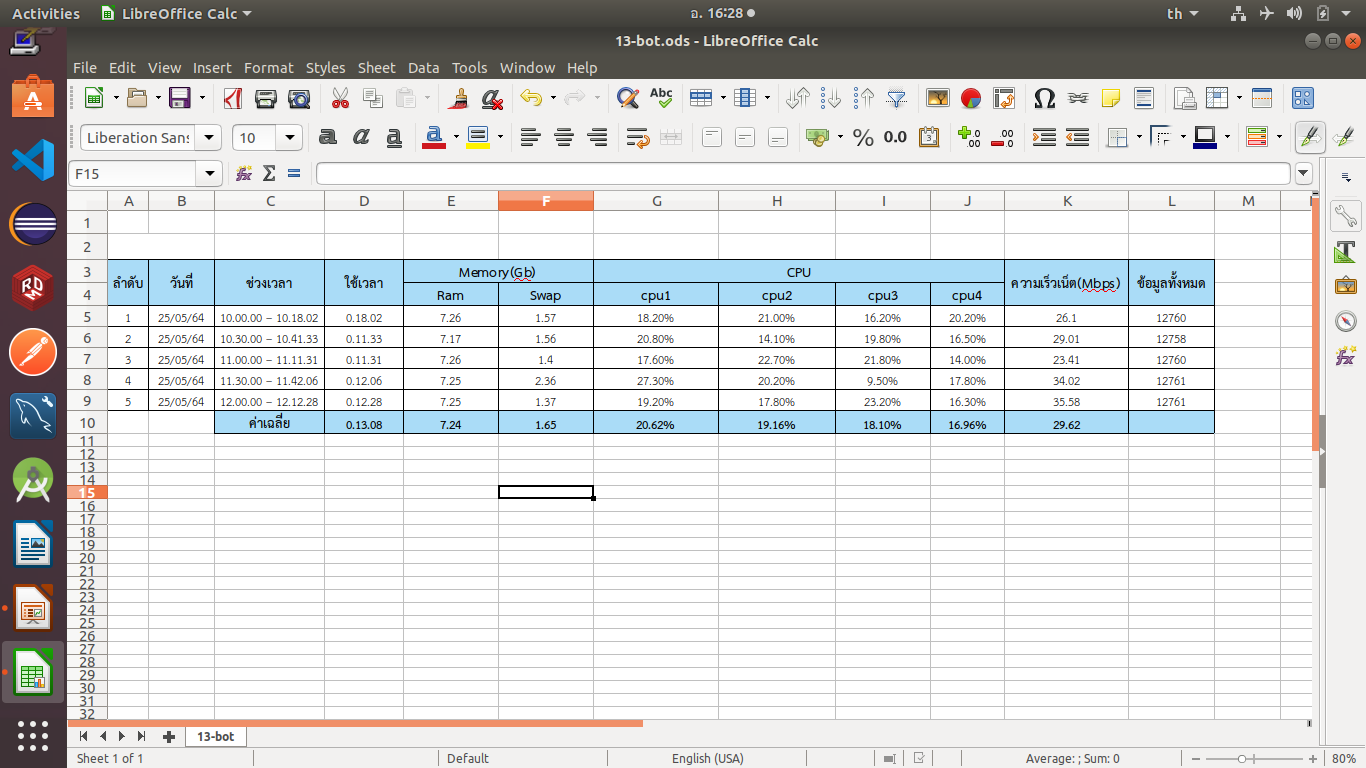 Activities LibreOffice Calc อ. 16:28 th
13-bot.ods - LibreOffice Calc
File Edit View Insert Format Styles Sheet Data Tools Window Help
Liberation Sans 10
F15
A B C D E F G H I J K L M
1
2
3 ลำดับ วันที่ ช่วงเวลา ใช้เวลา Memory(Gb) CPU ความเร็วเน็ต(Mbps) ข้อมูลทั้งหมด
4 Ram Swap cpu1 cpu2 cpu3 cpu4
5 1 25/05/64 10.00.00 – 10.18.02 0.18.02 7.26 1.57 18.20% 21.00% 16.20% 20.20% 26.1 12760
6 2 25/05/64 10.30.00 – 10.41.33 0.11.33 7.17 1.56 20.80% 14.10% 19.80% 16.50% 29.01 12758
7 3 25/05/64 11.00.00 – 11.11.31 0.11.31 7.26 1.4 17.60% 22.70% 21.80% 14.00% 23.41 12760
8 4 25/05/64 11.30.00 – 11.42.06 0.12.06 7.25 2.36 27.30% 20.20% 9.50% 17.80% 34.02 12761
9 5 25/05/64 12.00.00 – 12.12.28 0.12.28 7.25 1.37 19.20% 17.80% 23.20% 16.30% 35.58 12761
10 ค่าเฉลี่ย 0.13.08 7.24 1.65 20.62% 19.16% 18.10% 16.96% 29.62
11
12
13
14
15
16
17
18
19
20
21
22
23
24
25
26
27
28
29
30
31
32
13-bot
Sheet 1 of 1 Default English (USA) Average: ; Sum: 0 80%